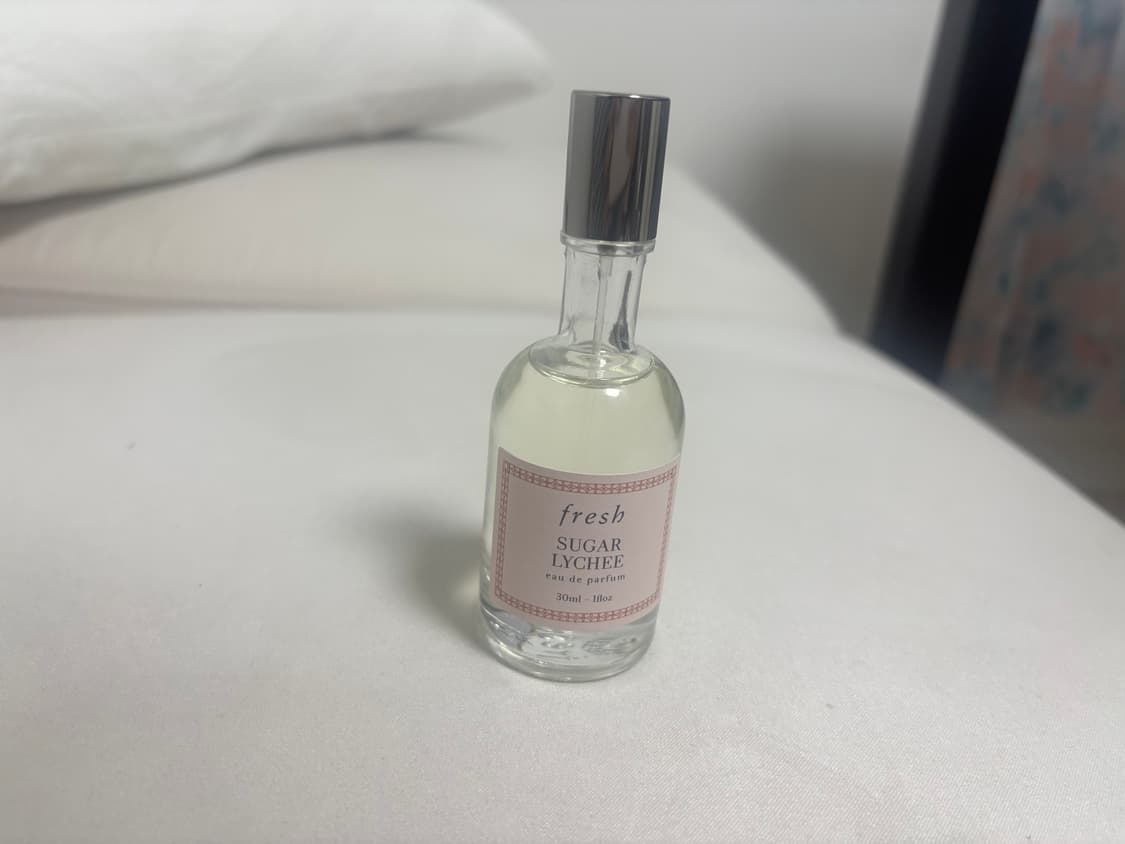 fresh
SUGAR
LYCHEE
eau de parfum
30ml - 1floz